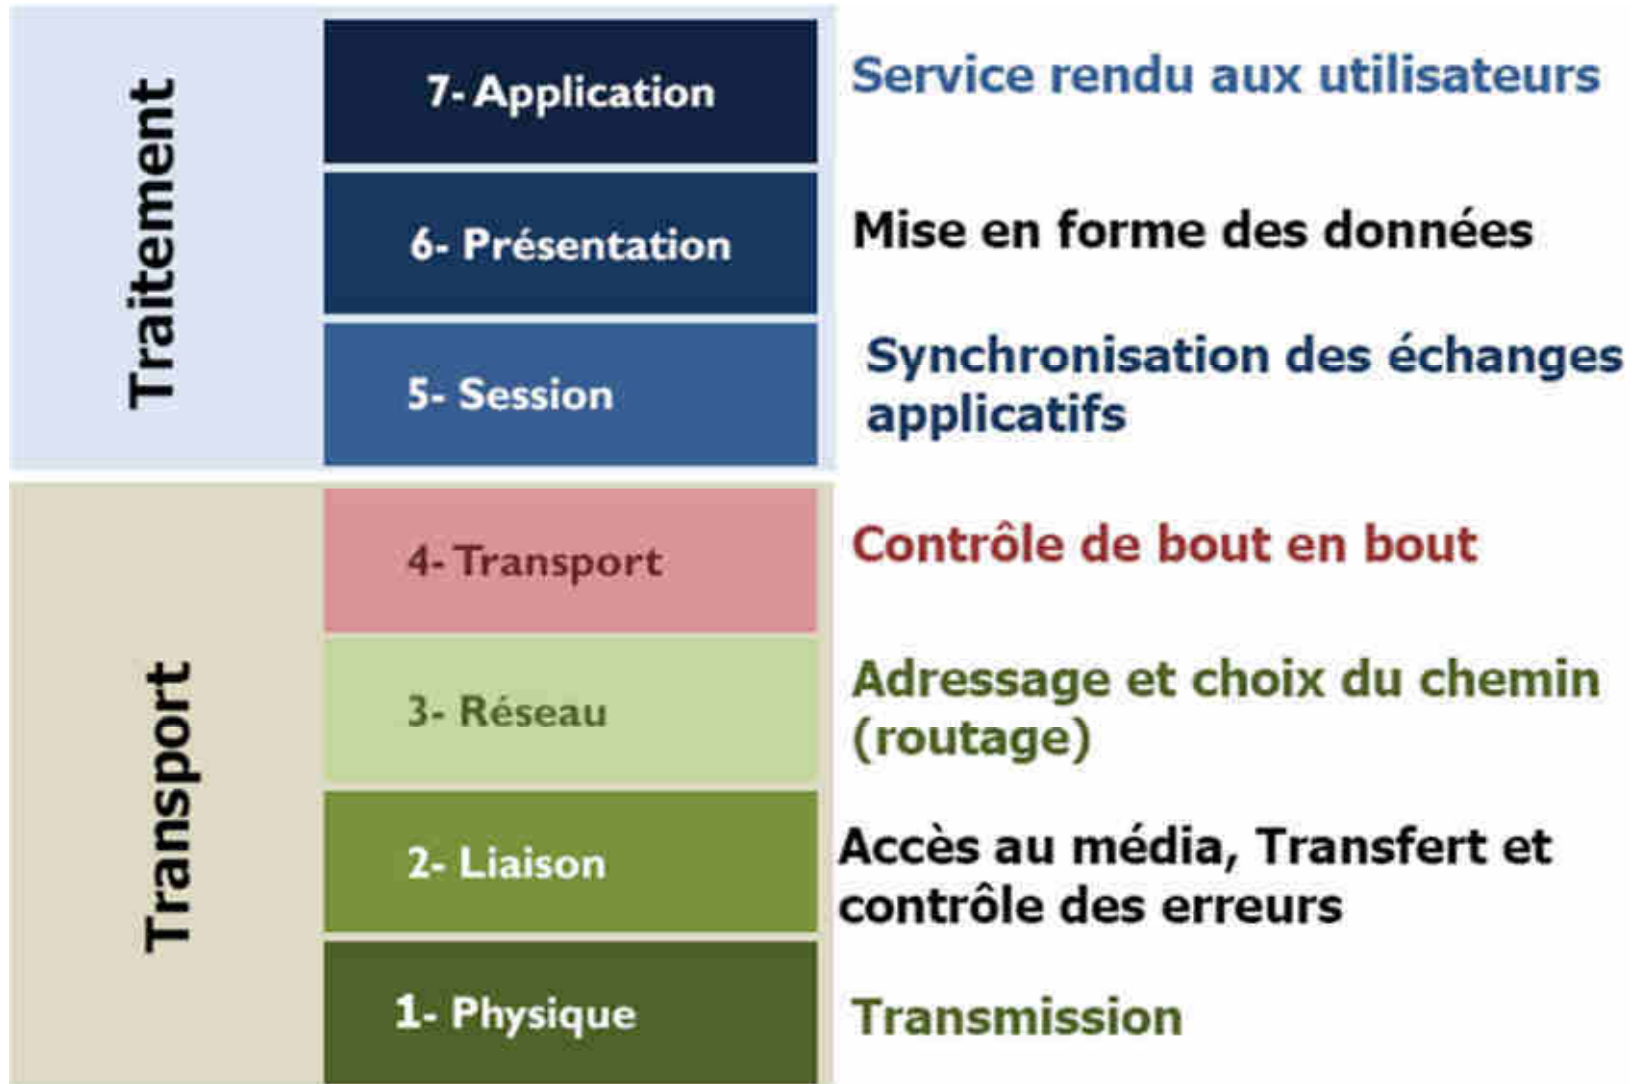 Traitement
7- Application
Service rendu aux utilisateurs
6- Présentation
Mise en forme des données
5- Session
Synchronisation des échanges
applicatifs
Transport
4- Transport
Contrôle de bout en bout
3- Réseau
Adressage et choix du chemin
(routage)
2- Liaison
Accès au média, Transfert et
contrôle des erreurs
1- Physique
Transmission